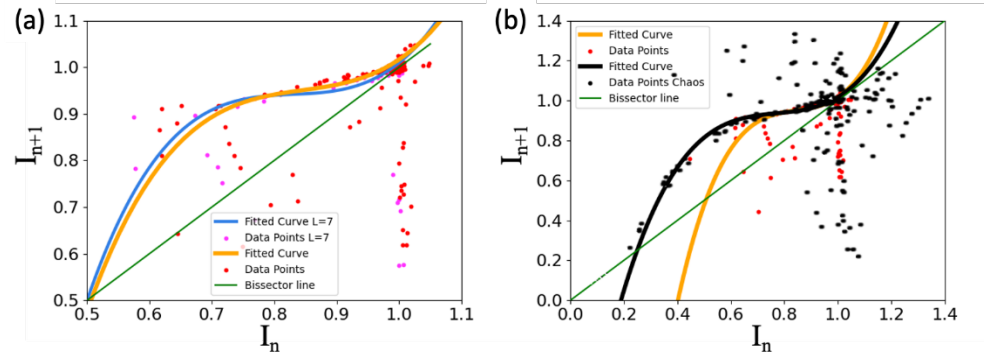 (a)
1.1
1.0
0.9
0.8
0.7
0.6
0.5
I_{n+1}
Fitted Curve L=7
Data Points L=7
Fitted Curve
Data Points
Bissector line
0.5
0.6
0.7
0.8
0.9
1.0
1.1
I_n
(b)
1.4
1.2
1.0
0.8
0.6
0.4
0.2
0.0
I_{n+1}
Fitted Curve
Data Points
Fitted Curve
Data Points Chaos
Bissector line
0.0
0.2
0.4
0.6
0.8
1.0
1.2
1.4
I_n